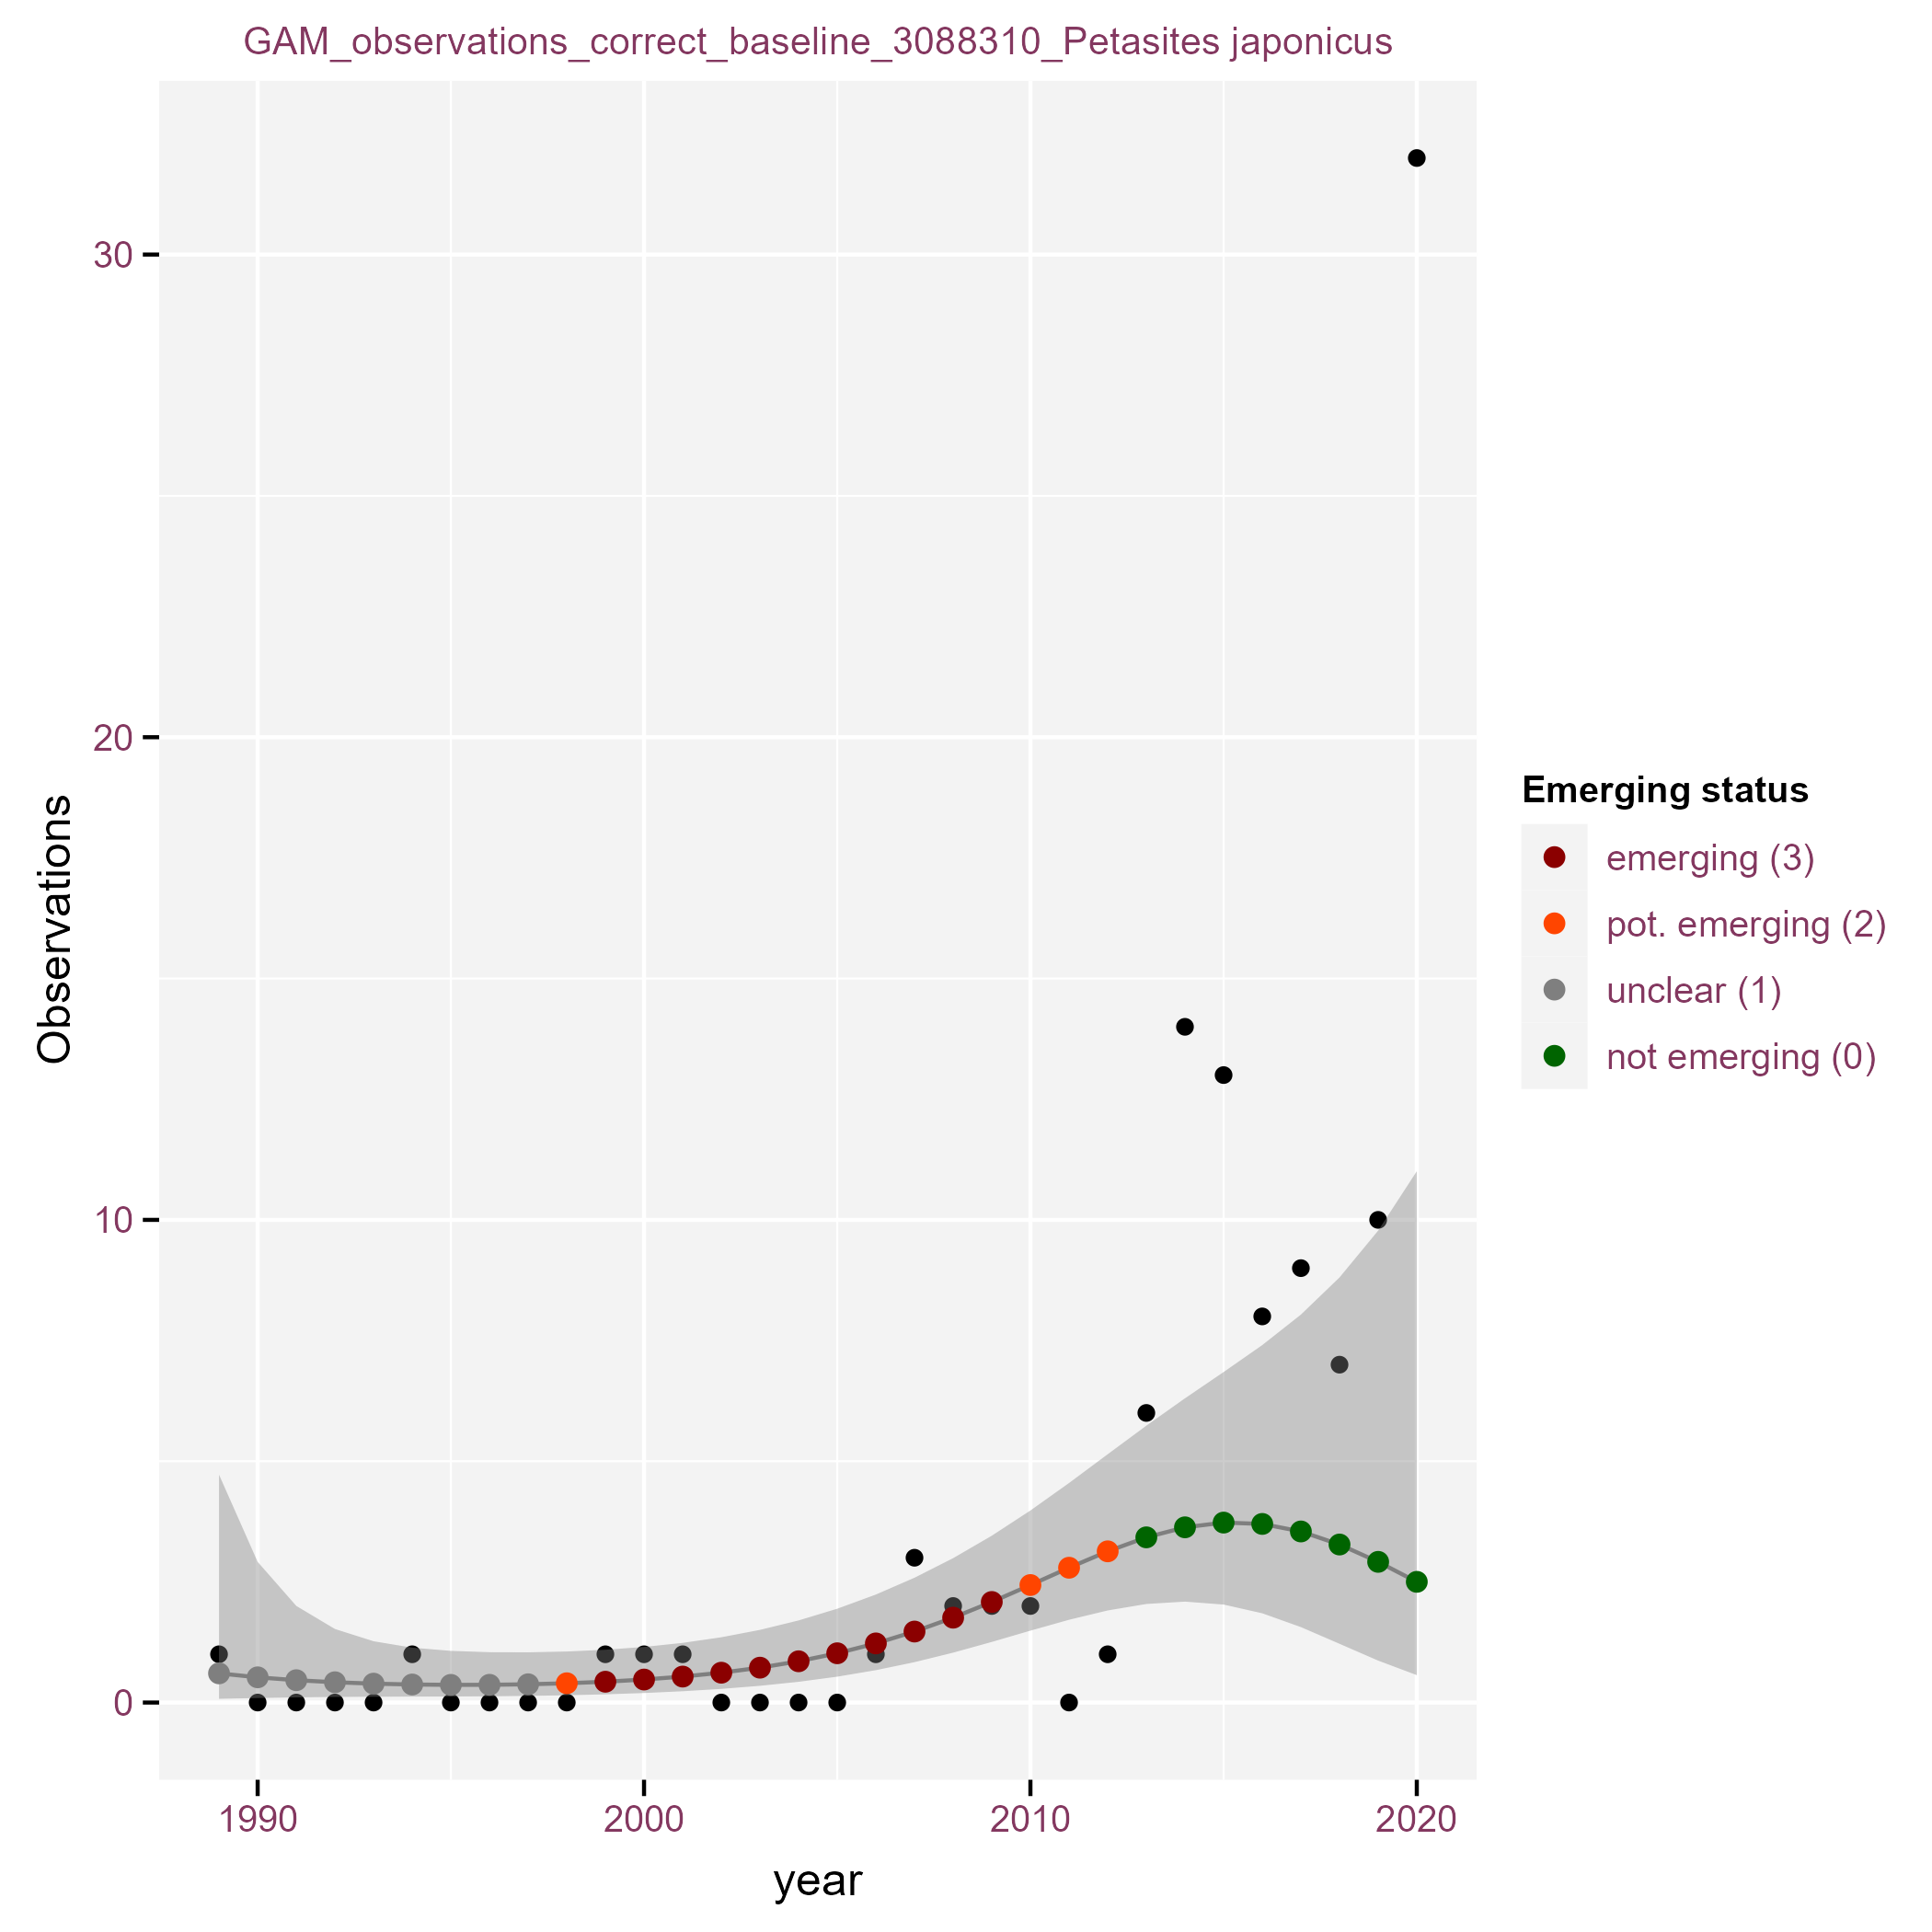 GAM_observations_correct_baseline_3088310_Petasites japonicus
30
20
10
0
Observations
1990
2000
2010
2020
year
Emerging status
emerging (3)
pot. emerging (2)
unclear (1)
not emerging (0)